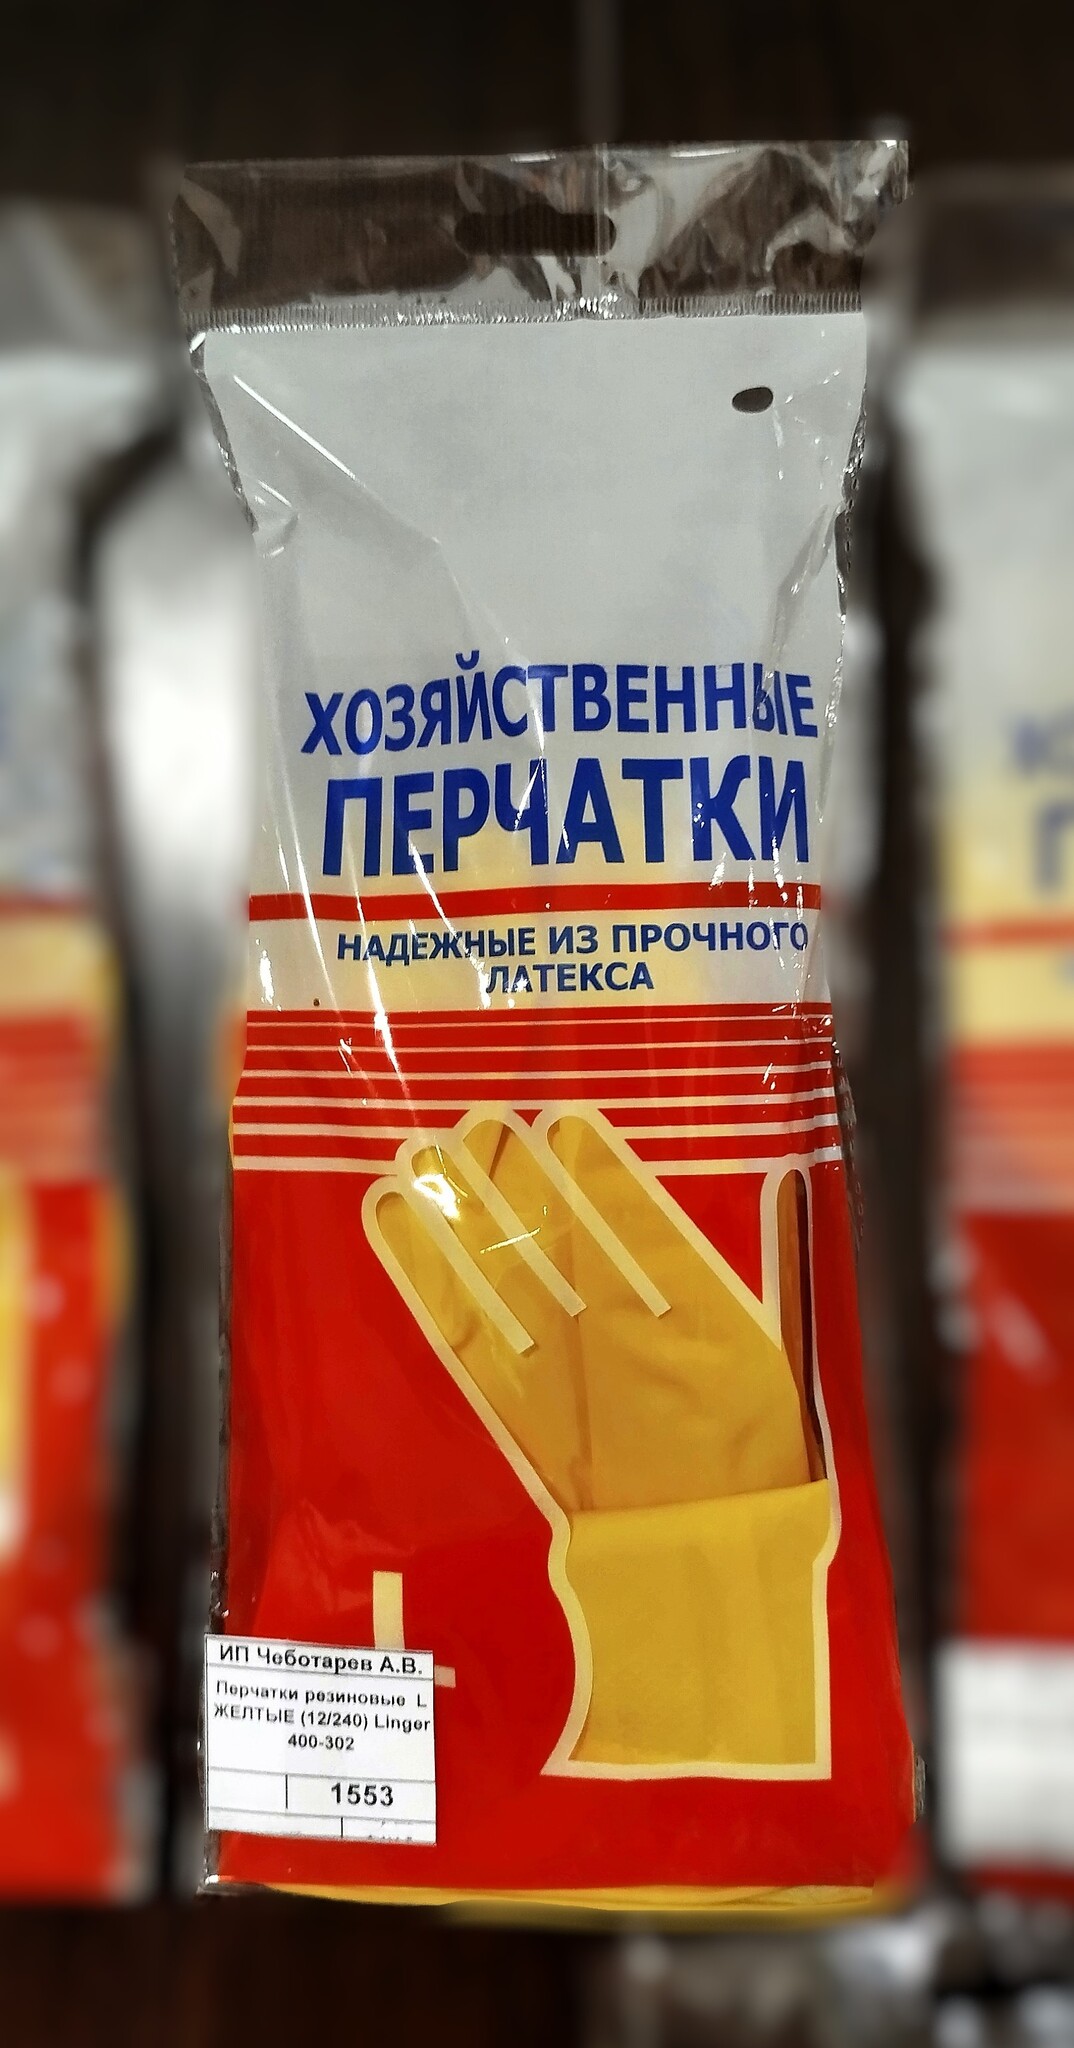 ХОЗЯЙСТВЕННЫЕ
ПЕРЧАТКИ
НАДЕЖНЫЕ ИЗ ПРОЧНОГО
ЛАТЕКСА
L
ИП Чеботарев А.В.
Перчатки резиновые L
ЖЕЛТЫЕ (12/240) Linger
400-302
1553